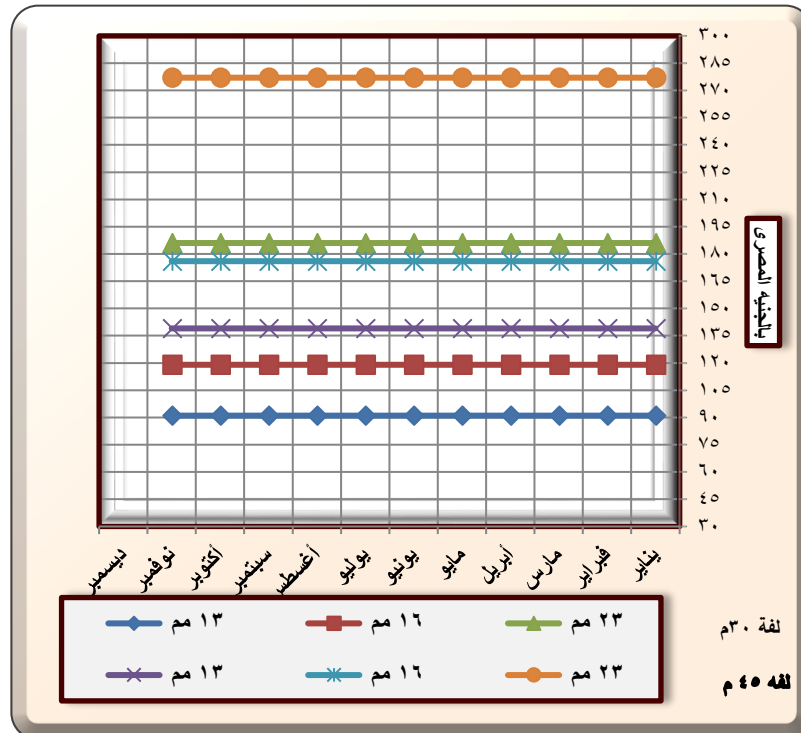 ٣٠٠
٢٨٥
٢٧٠
٢٥٥
٢٤٠
٢٢٥
٢١٠
١٩٥
١٨٠
١٦٥
١٥٠
١٣٥
١٢٠
١٠٥
٩٠
٧٥
٦٠
٤٥
٣٠
بالجنيه المصرى
يناير
فبراير
مارس
أبريل
مايو
يونيو
يوليو
أغسطس
سبتمبر
أكتوبر
نوفمبر
ديسمبر
لفة ٣٠م ٢٣ مم ١٦ مم ١٣ مم
لفه ٤٥ م ٢٣ مم ١٦ مم ١٣ مم